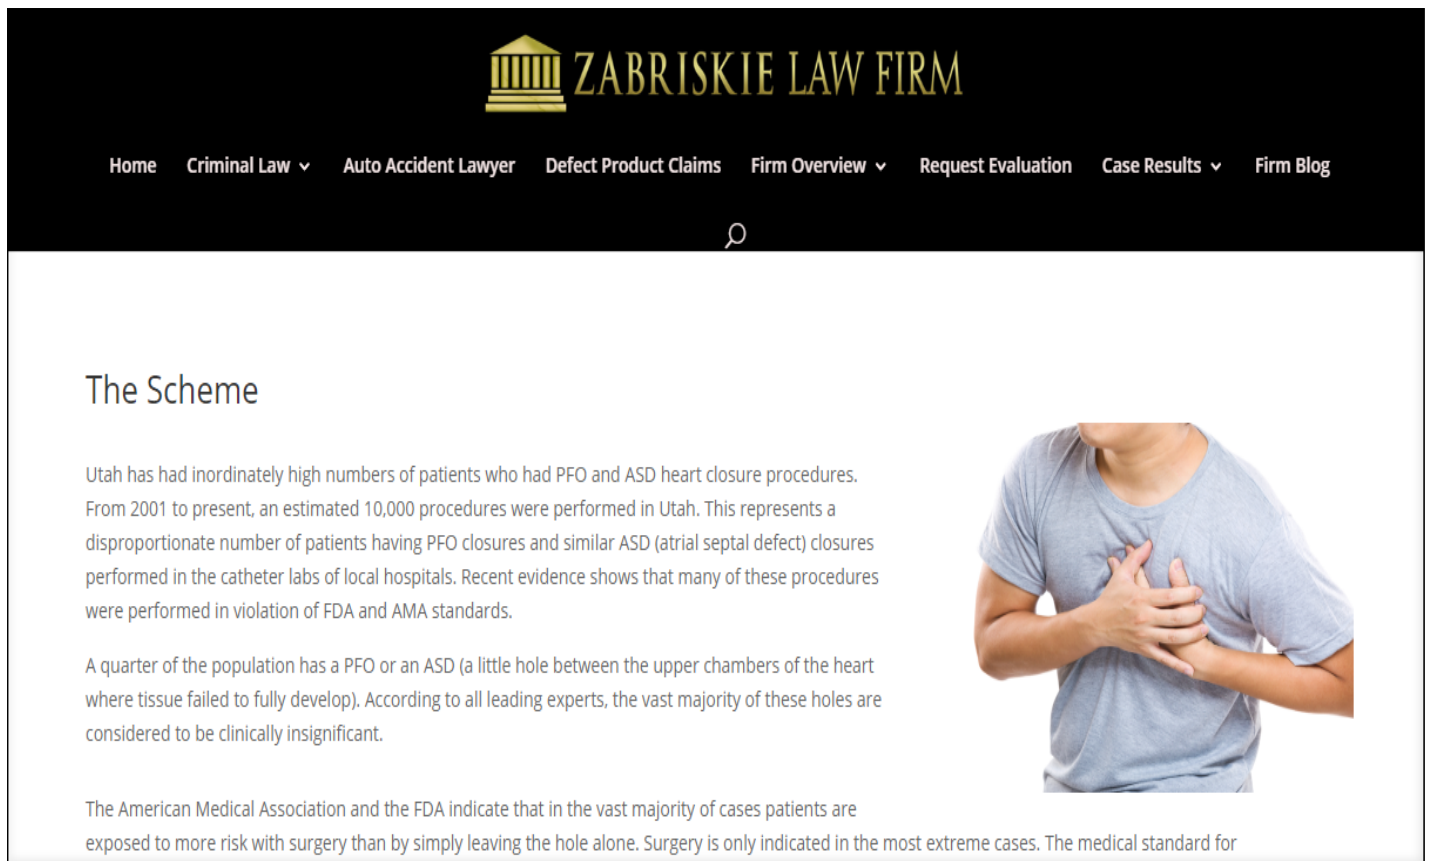 ZABRISKIE LAW FIRM
Home Criminal Law Auto Accident Lawyer Defect Product Claims Firm Overview Request Evaluation Case Results Firm Blog
The Scheme
Utah has had inordinately high numbers of patients who had PFO and ASD heart closure procedures.
From 2001 to present, an estimated 10,000 procedures were performed in Utah. This represents a
disproportionate number of patients having PFO closures and similar ASD (atrial septal defect) closures
performed in the catheter labs of local hospitals. Recent evidence shows that many of these procedures
were performed in violation of FDA and AMA standards.
A quarter of the population has a PFO or an ASD (a little hole between the upper chambers of the heart
where tissue failed to fully develop). According to all leading experts, the vast majority of these holes are
considered to be clinically insignificant.
The American Medical Association and the FDA indicate that in the vast majority of cases patients are
exposed to more risk with surgery than by simply leaving the hole alone. Surgery is only indicated in the most extreme cases. The medical standard for